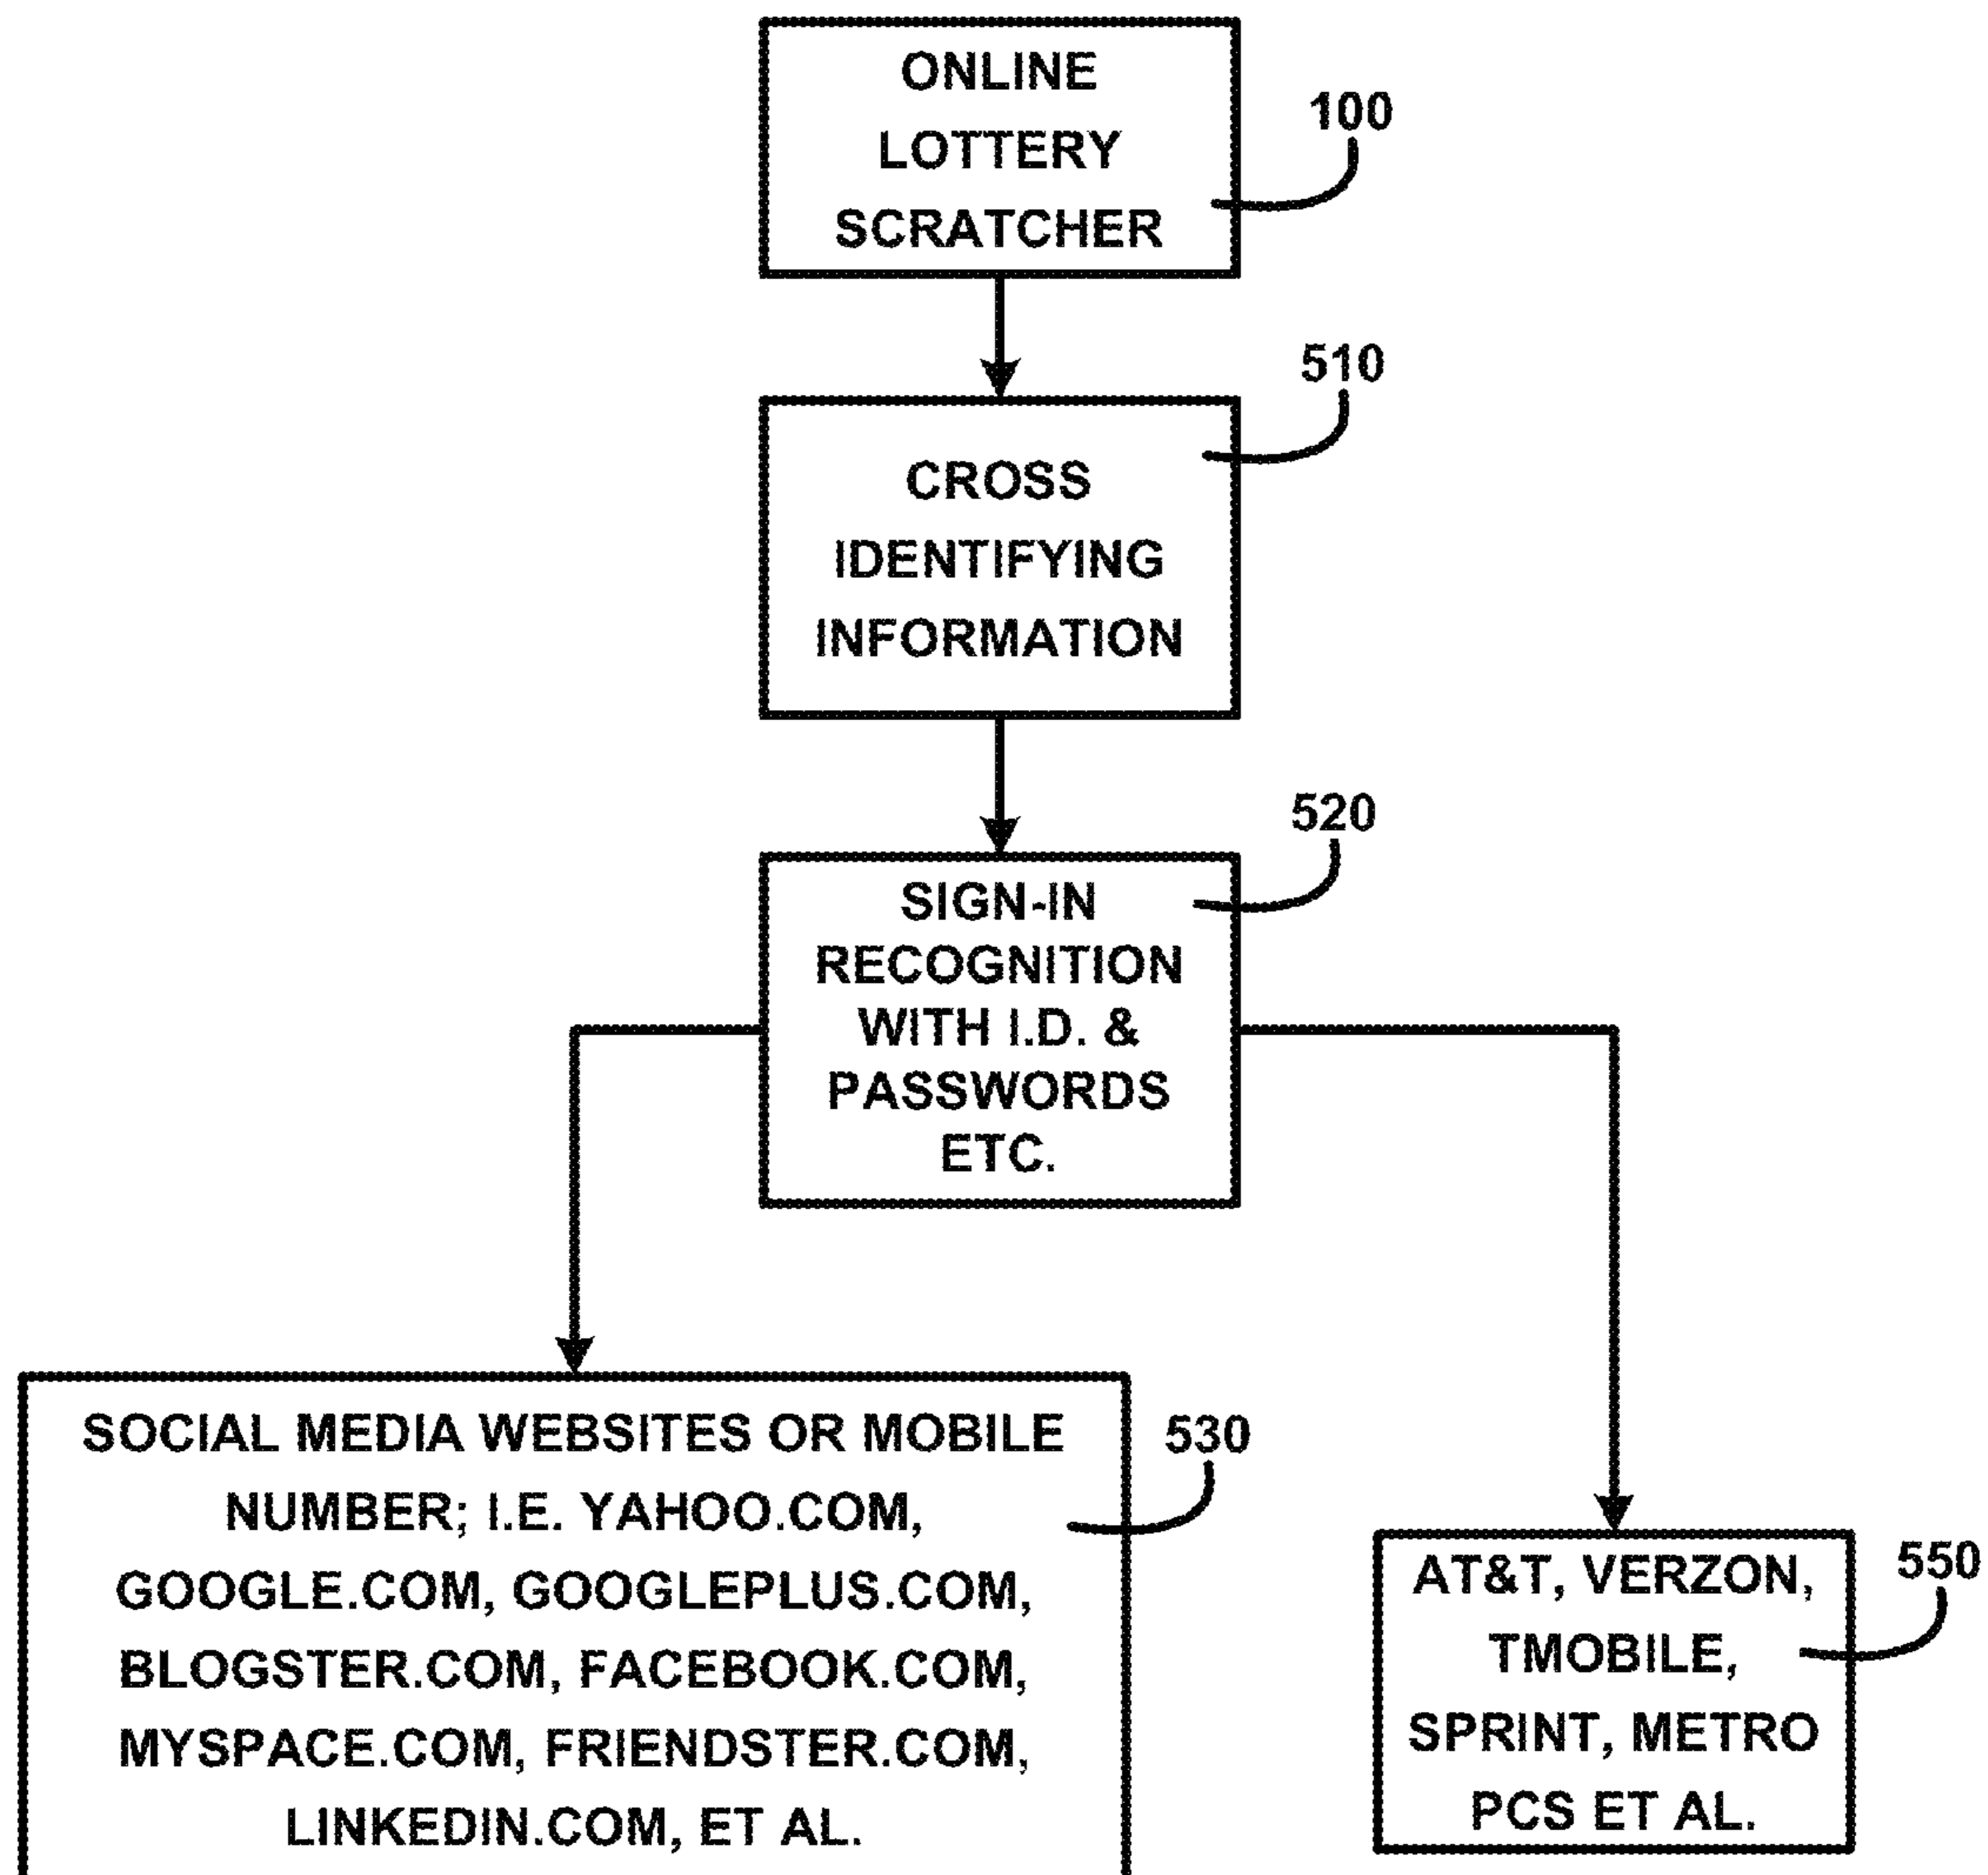 ONLINE
LOTTERY
SCRATCHER
100
CROSS
IDENTIFYING
INFORMATION
510
SIGN-IN
RECOGNITION
WITH I.D. &
PASSWORDS
ETC.
520
SOCIAL MEDIA WEBSITES OR MOBILE
NUMBER; I.E. YAHOO.COM,
GOOGLE.COM, GOOGLEPLUS.COM,
BLOGSTER.COM, FACEBOOK.COM,
MYSPACE.COM, FRIENDSTER.COM,
LINKEDIN.COM, ET AL.
530
AT&T, VERZON,
TMOBILE,
SPRINT, METRO
PCS ET AL.
550